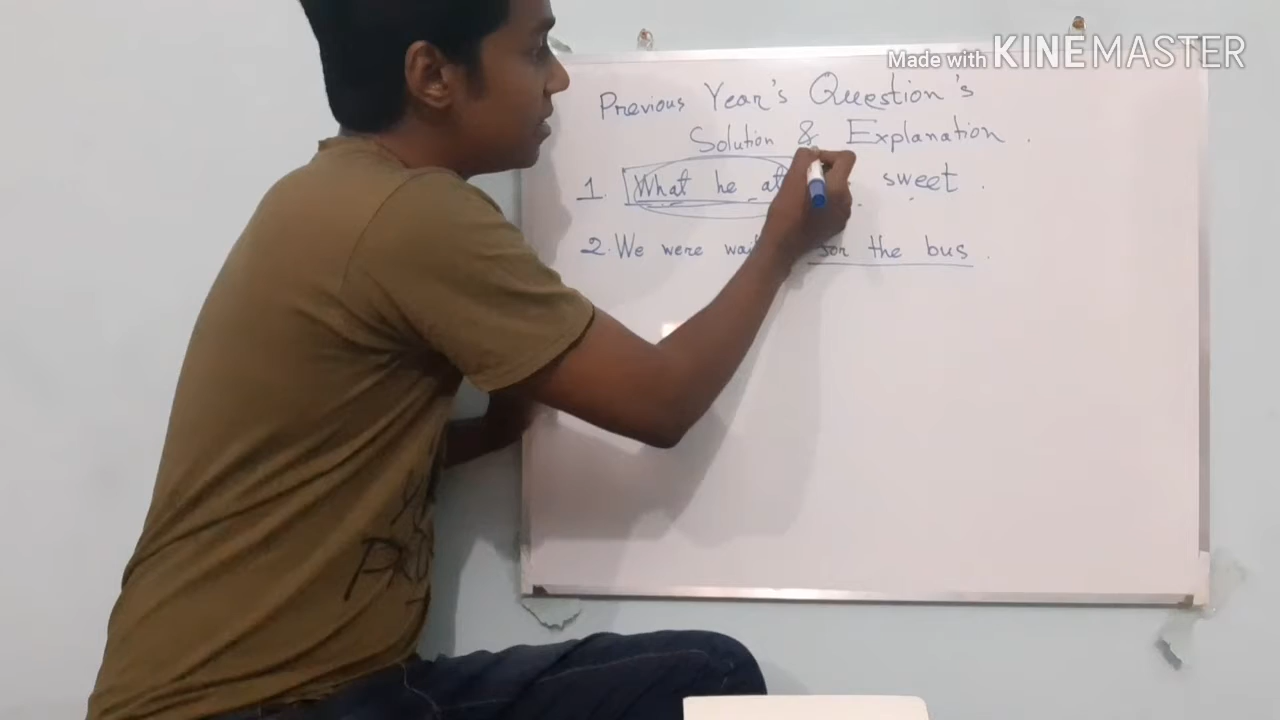 Made with KINEMASTER
Previous Year's Question's
Solution & Explanation .
1. What he at sweet .
2. We were wai for the bus .